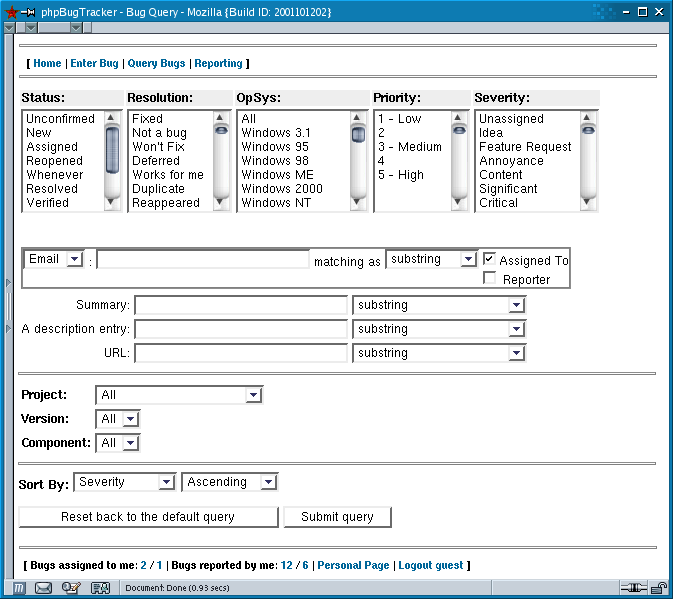 phpBugTracker - Bug Query - Mozilla {Build ID: 2001101202}
[ Home | Enter Bug | Query Bugs | Reporting ]
Status: Resolution: OpSys: Priority: Severity:
Unconfirmed Fixed All 1 - Low Unassigned
New Not a bug Windows 3.1 2 Idea
Assigned Won't Fix Windows 95 3 - Medium Feature Request
Reopened Deferred Windows 98 4 Annoyance
Whenever Works for me Windows ME 5 - High Content
Resolved Duplicate Windows 2000 Significant
Verified Reappeared Windows NT Critical
Email : matching as substring Assigned To
Reporter
Summary: substring
A description entry: substring
URL: substring
Project: All
Version: All
Component: All
Sort By: Severity Ascending
Reset back to the default query Submit query
[ Bugs assigned to me: 2 / 1 | Bugs reported by me: 12 / 6 | Personal Page | Logout guest ]
Document: Done (0.93 secs)